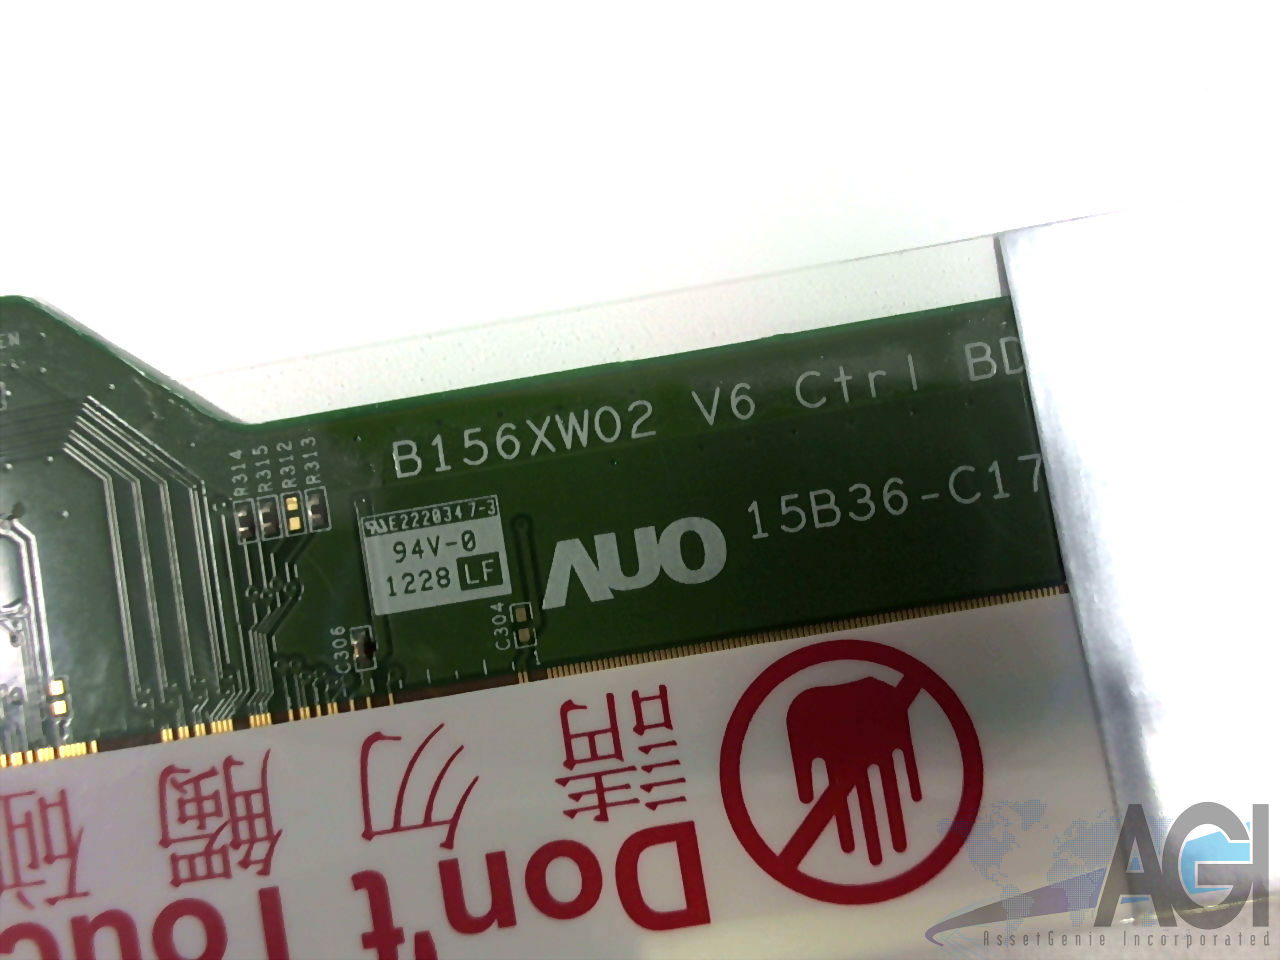 B156XW02 V6 Ctrl BD
15B36-C17
AUO
R314
R315
R312
R313
E222034 7-3
94V-0
1228 LF
C306
C304
請勿觸碰
Don't Touc
AGI
AssetGenie Incorporated